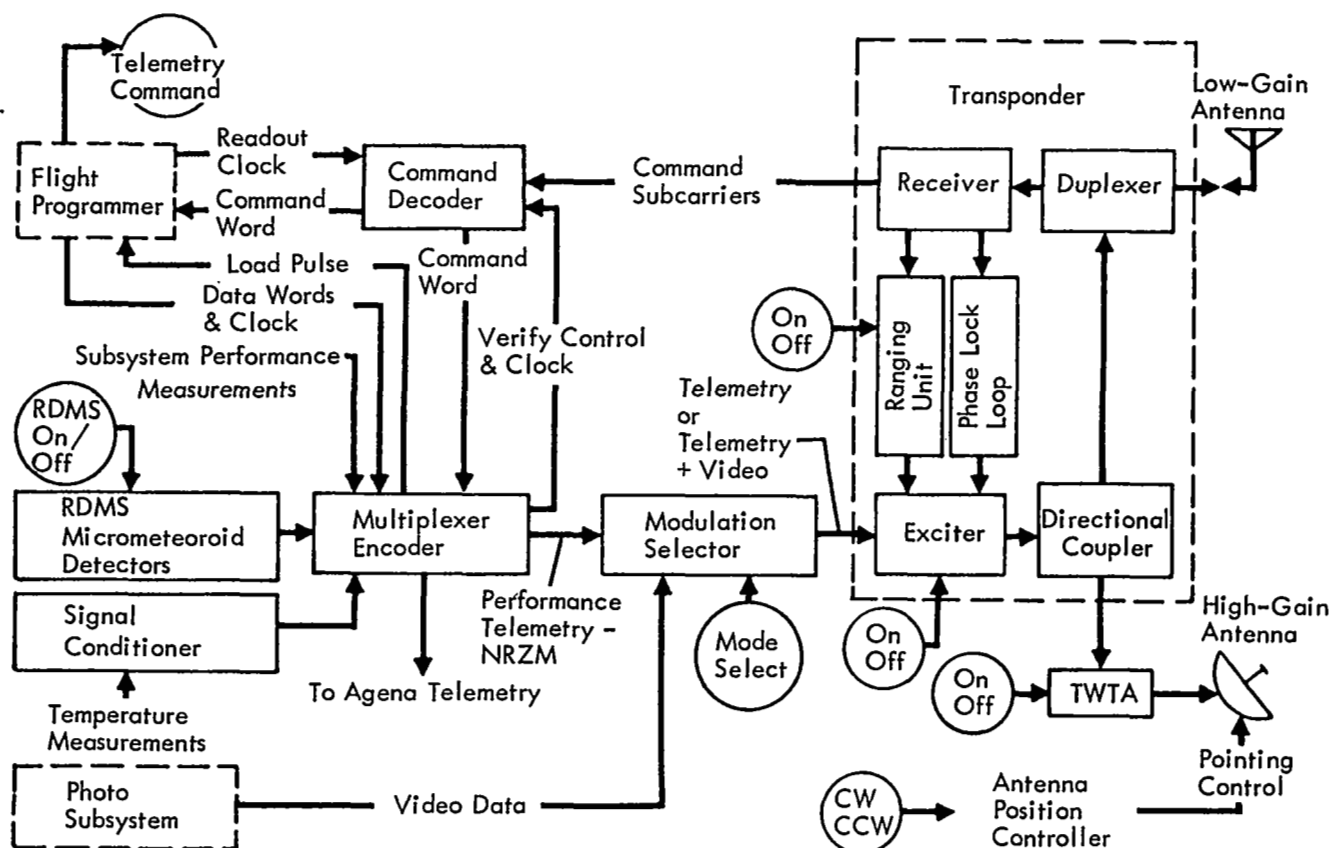 Telemetry
Command
Transponder
Low-Gain
Antenna
Flight
Programmer
Readout
Clock
Command
Word
Command
Decoder
Command
Subcarriers
Receiver
Duplexer
Load Pulse
Data Words
& Clock
Command
Word
Verify Control
& Clock
Subsystem Performance
Measurements
On
Off
Ranging
Unit
Phase Lock
Loop
Telemetry
or
Telemetry
+ Video
RDMS
On/
Off
RDMS
Micrometeoroid
Detectors
Multiplexer
Encoder
Modulation
Selector
Exciter
Directional
Coupler
Signal
Conditioner
Performance
Telemetry –
NRZM
Mode
Select
On
Off
High-Gain
Antenna
To Agena Telemetry
On
Off
TWTA
Temperature
Measurements
Pointing
Control
Photo
Subsystem
Video Data
CW
CCW
Antenna
Position
Controller